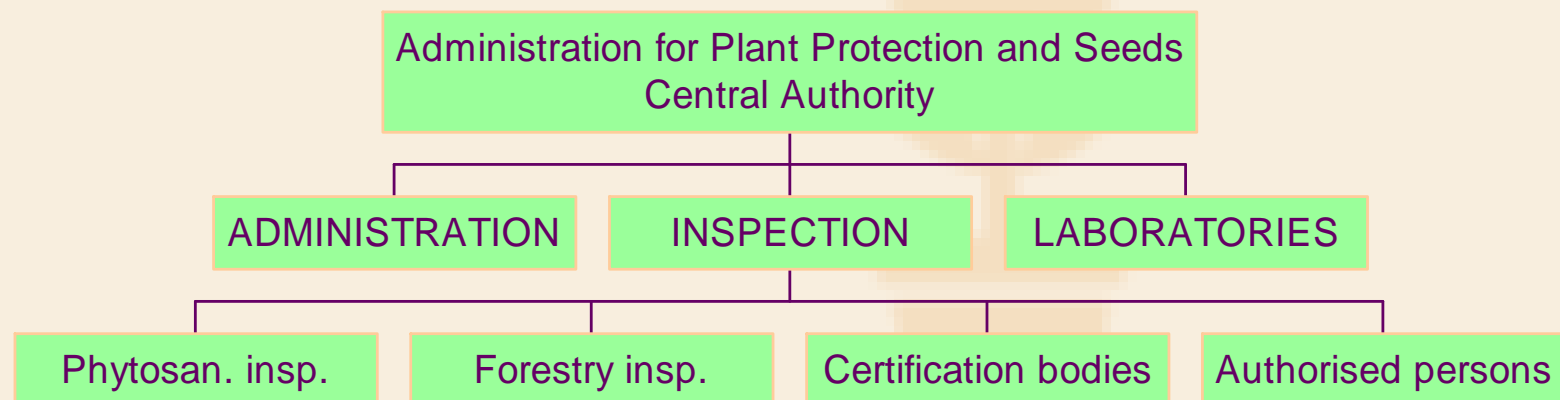 Administration for Plant Protection and Seeds
Central Authority
ADMINISTRATION
INSPECTION
LABORATORIES
Phytosan. insp.
Forestry insp.
Certification bodies
Authorised persons